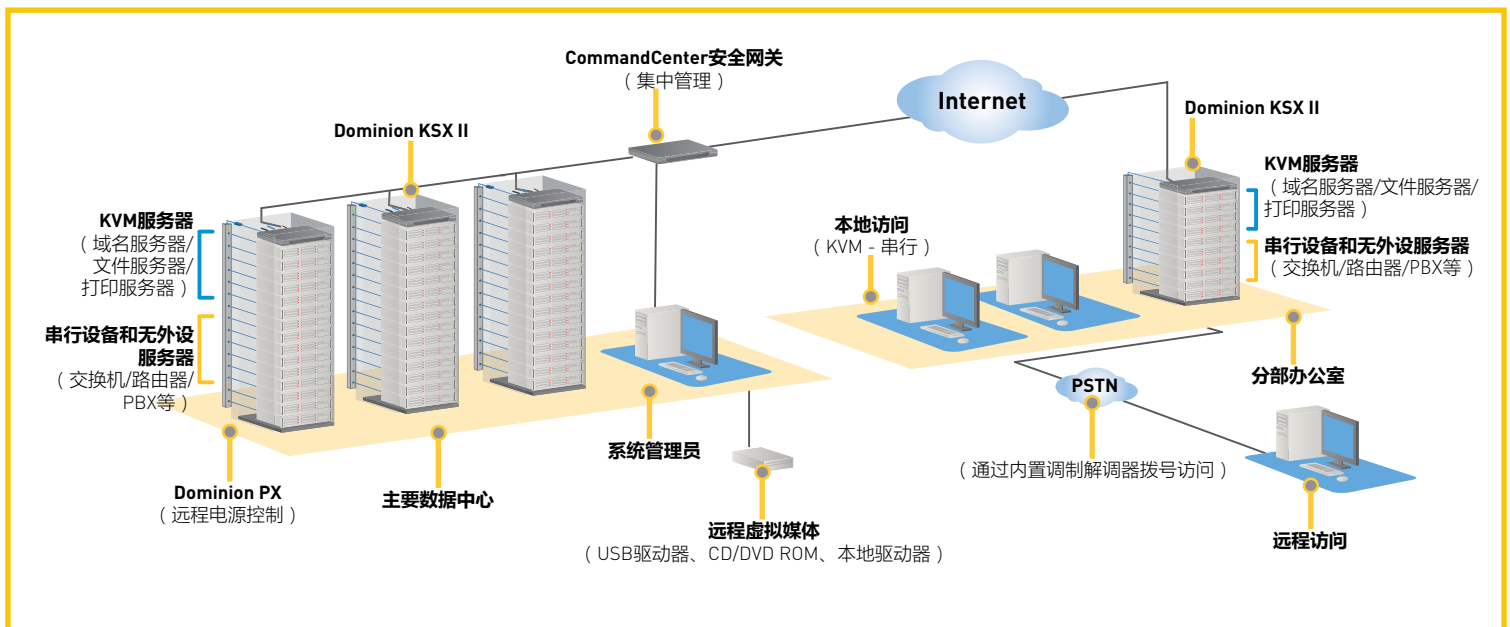 CommandCenter安全网关
（集中管理）
Internet
Dominion KSX II
Dominion KSX II
KVM服务器
（域名服务器/
文件服务器/
打印服务器）
串行设备和无外设
服务器
（交换机/路由器/
PBX等）
Dominion PX
（远程电源控制）
主要数据中心
系统管理员
远程虚拟媒体
（USB驱动器、CD/DVD ROM、本地驱动器）
本地访问
（KVM - 串行）
KVM服务器
（域名服务器/文件服务器/
打印服务器）
串行设备和无外设服务器
（交换机/路由器/PBX等）
分部办公室
PSTN
（通过内置调制解调器拨号访问）
远程访问